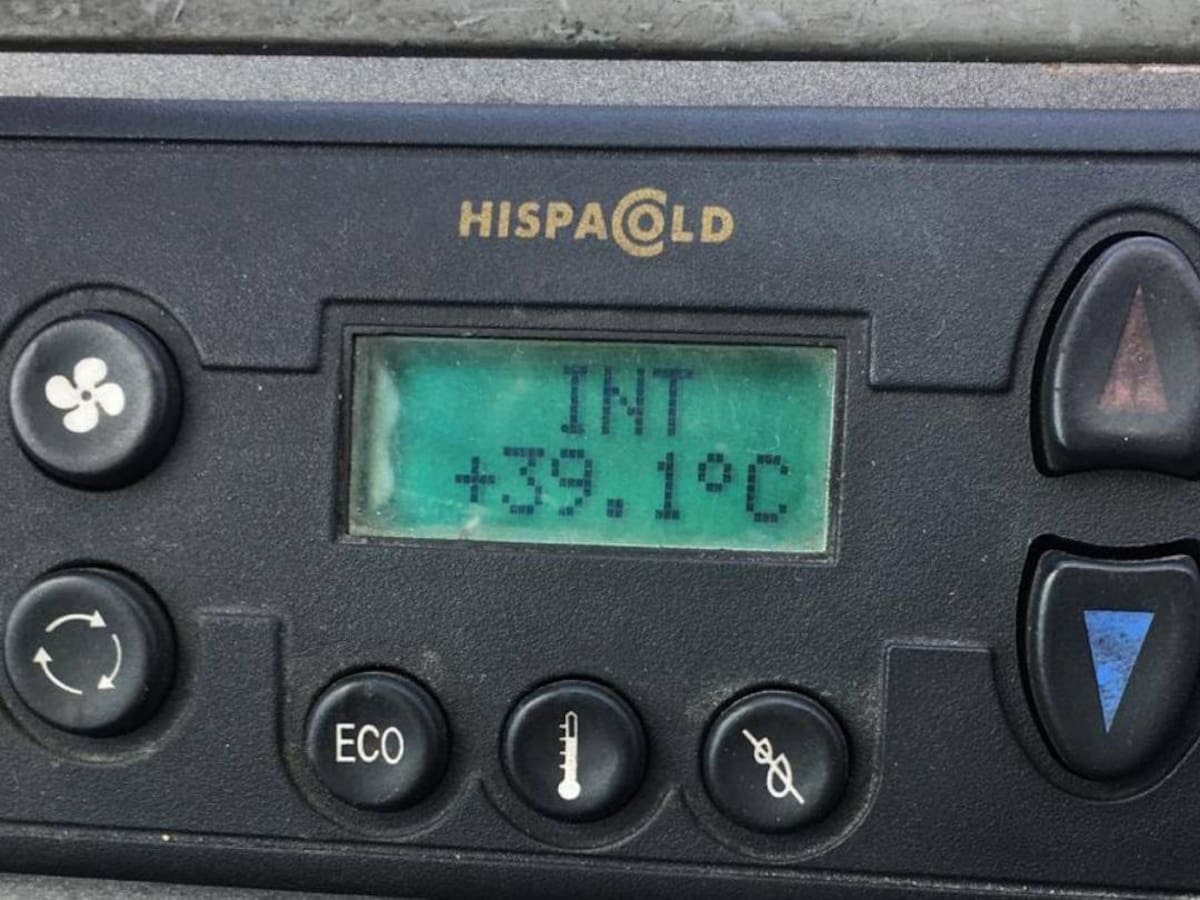 HISPACOLD
INT
+39.1°C
ECO